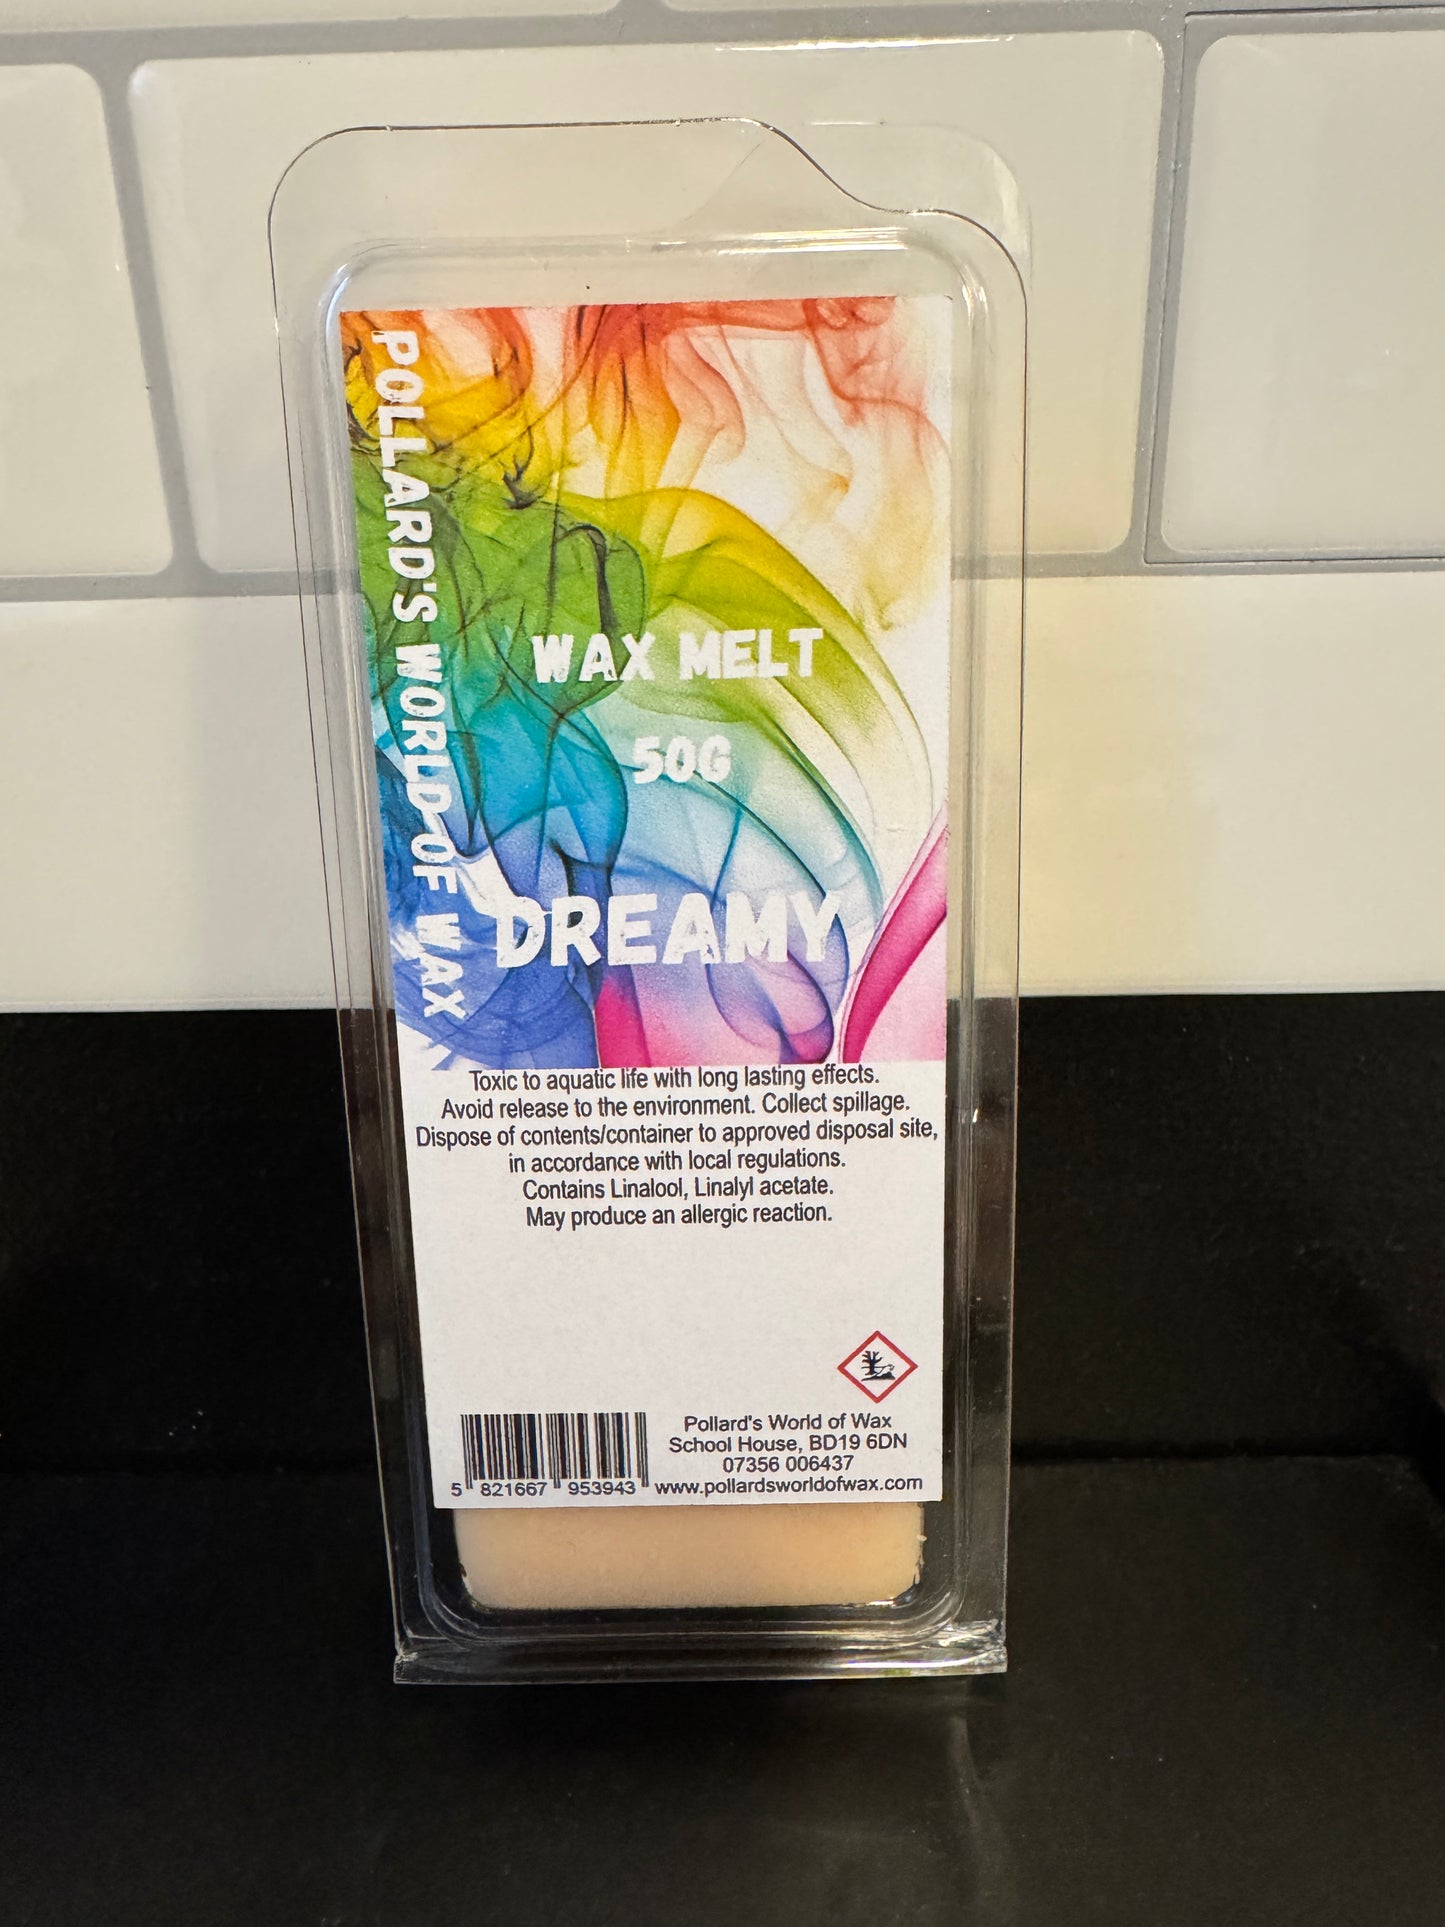 POLLARD'S WORLD OF WAX
WAX MELT
50G
DREAMY
Toxic to aquatic life with long lasting effects.
Avoid release to the environment. Collect spillage.
Dispose of contents/container to approved disposal site,
in accordance with local regulations.
Contains Linalool, Linalyl acetate.
May produce an allergic reaction.
Pollard's World of Wax
School House, BD19 6DN
07356 006437
www.pollardsworldofwax.com
5 821667 953943